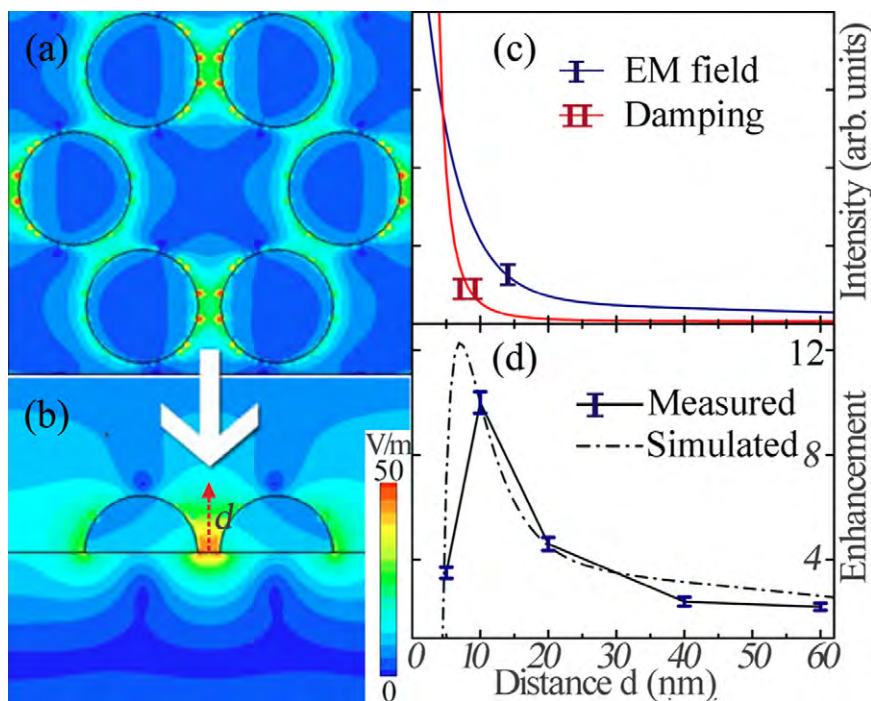 (a)
(b)
d
V/m
50
0
(c)
EM field
Damping
Intensity (arb. units)
(d)
12
Measured
Simulated
8
4
Enhancement
0 10 20 30 40 50 60
Distance d (nm)